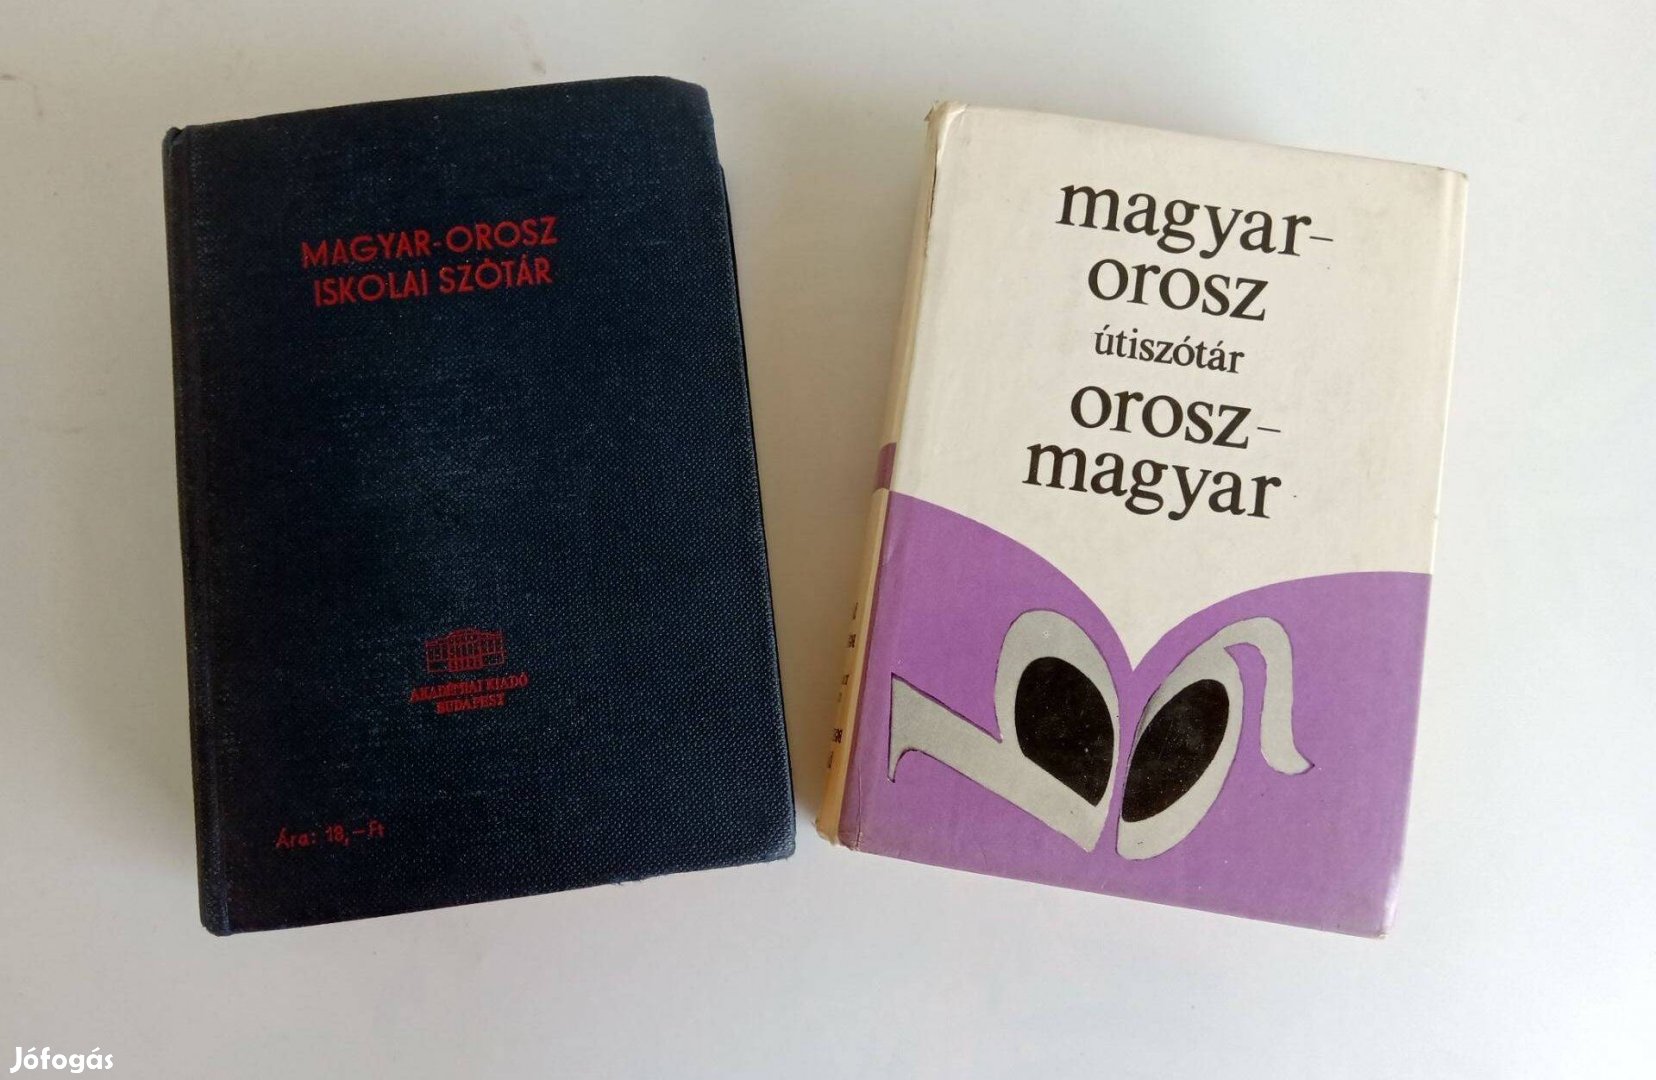 MAGYAR-OROSZ
ISKOLAI SZÓTÁR
AKADÉMIAI KIADÓ
BUDAPEST
Ára: 18,—Ft
magyar–
orosz
útiszótár
orosz–
magyar
Jófogás